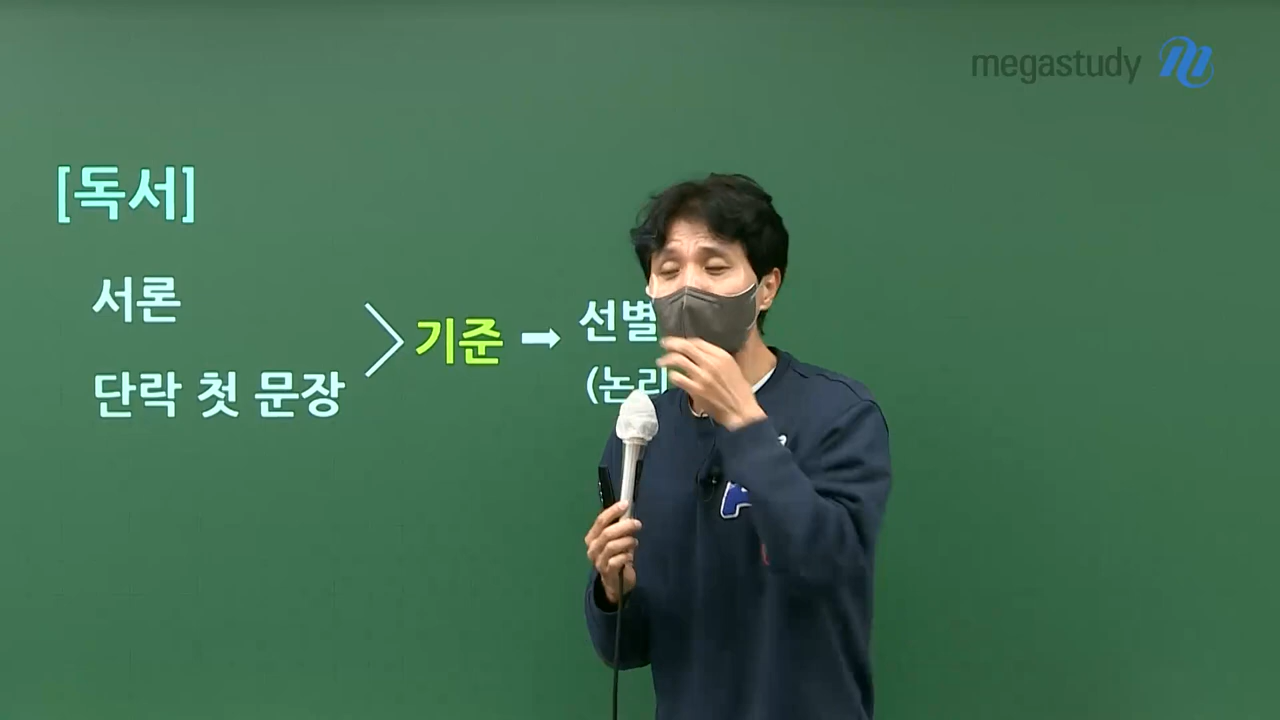 megastudy
[독서]
서론
단락 첫 문장
기준 ➡ 선별
(논리